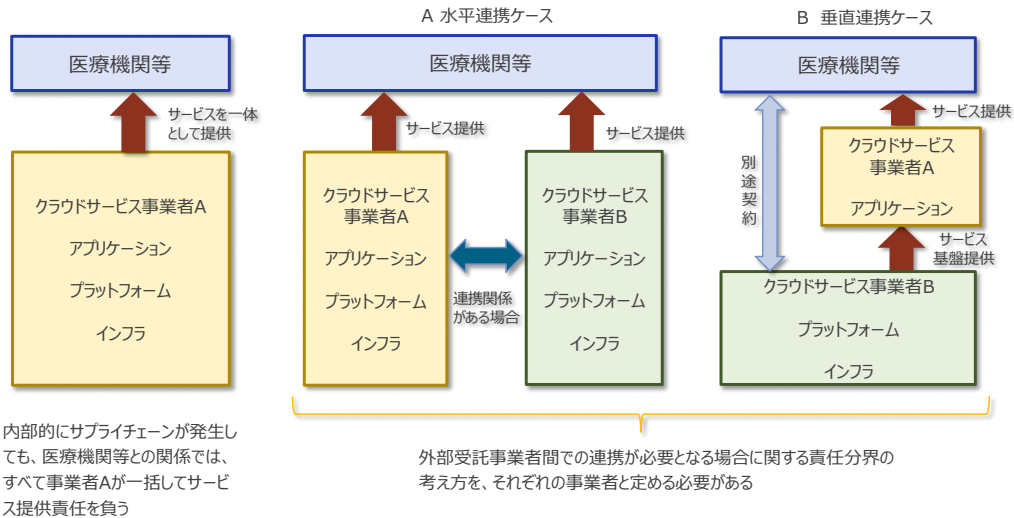 医療機関等
サービスを一体
として提供
クラウドサービス事業者A
アプリケーション
プラットフォーム
インフラ
内部的にサプライチェーンが発生し
ても、医療機関等との関係では、
すべて事業者Aが一括してサービ
ス提供責任を負う
A 水平連携ケース
医療機関等
サービス提供
サービス提供
クラウドサービス
事業者A
アプリケーション
プラットフォーム
インフラ
連携関係
がある場合
クラウドサービス
事業者B
アプリケーション
プラットフォーム
インフラ
B 垂直連携ケース
医療機関等
サービス提供
別途契約
クラウドサービス
事業者A
アプリケーション
サービス
基盤提供
クラウドサービス事業者B
プラットフォーム
インフラ
外部受託事業者間での連携が必要となる場合に関する責任分界の
考え方を、それぞれの事業者と定める必要がある